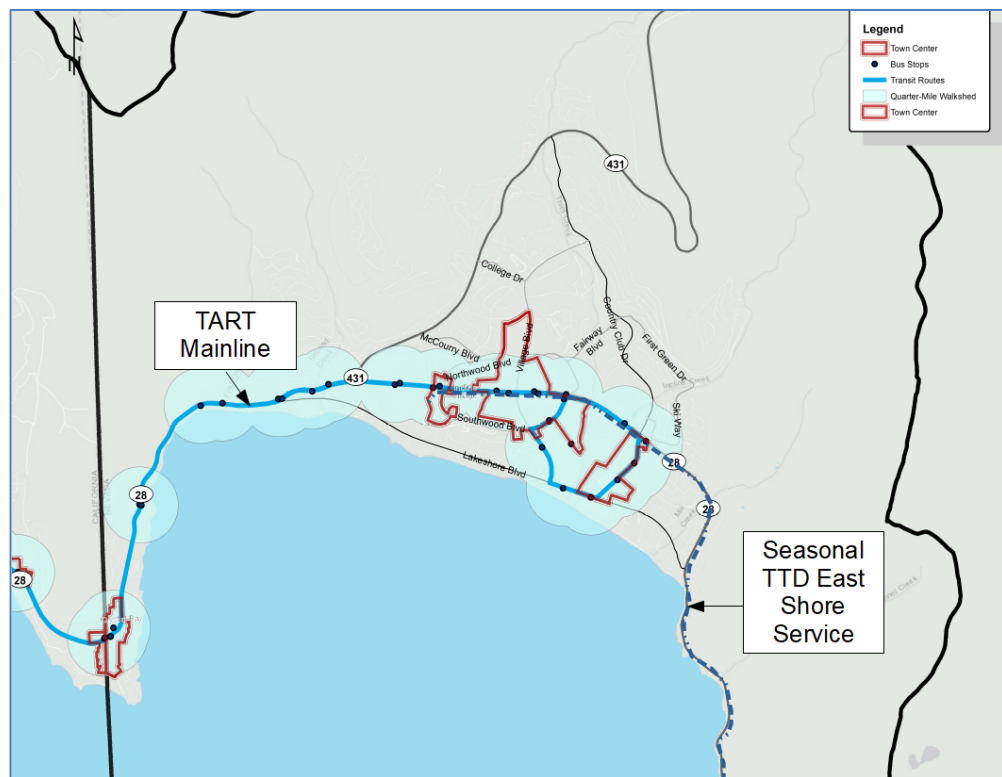 Legend
Town Center
Bus Stops
Transit Routes
Quarter-Mile Walkshed
Town Center
431
College Dr
TART
Mainline
McCourry Blvd
Northwood Blvd
Village Blvd
Fairway
Blvd
Country Club Dr
First Green Dr
431
Southwood Blvd
Ski Way
Lakeshore Blvd
28
28
28
CALIFORNIA
28
Seasonal
TTD East
Shore
Service